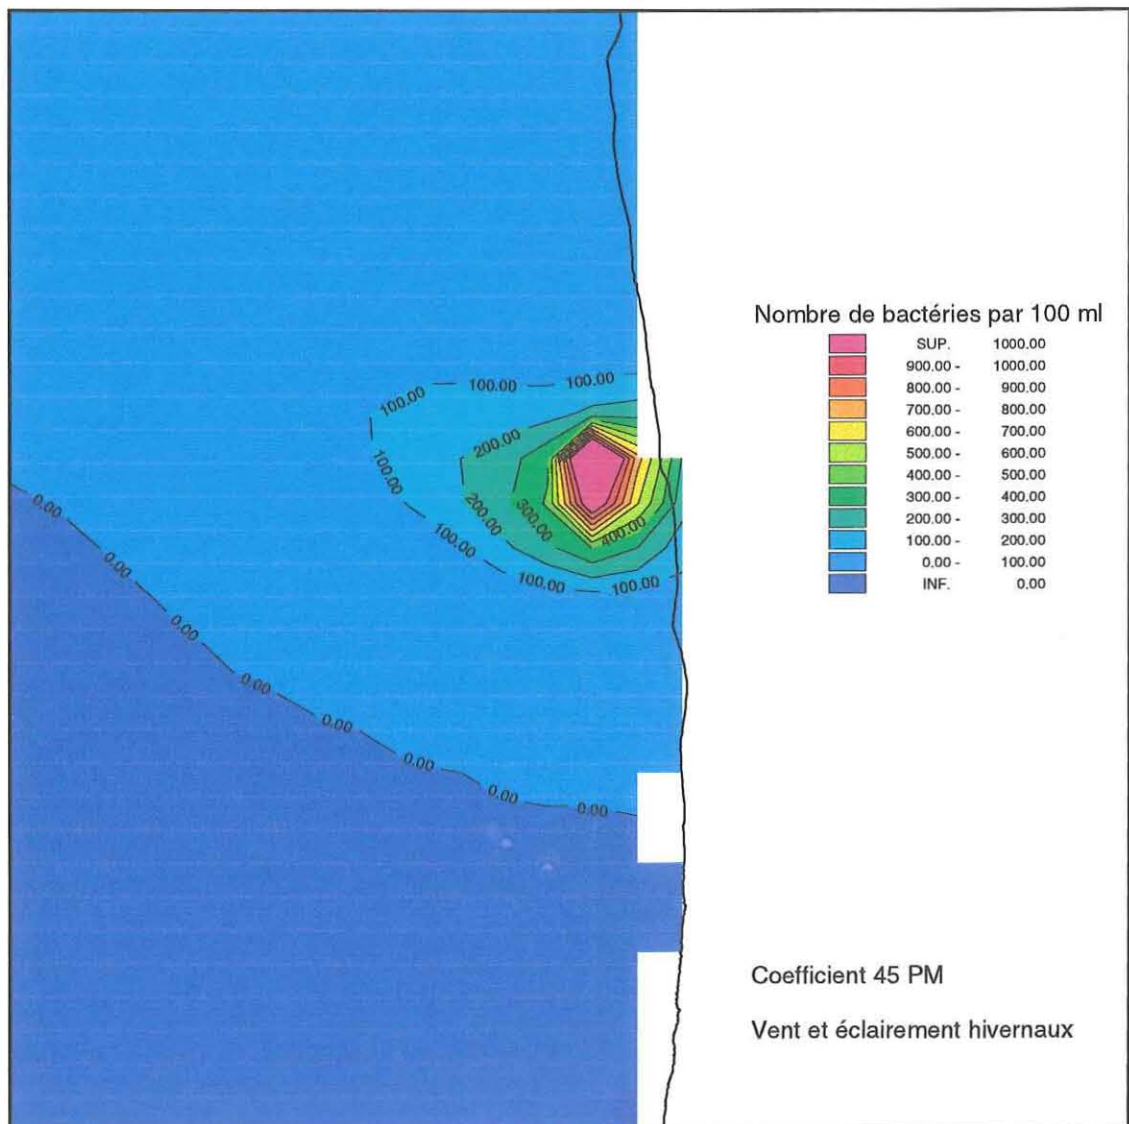 Nombre de bactéries par 100 ml
SUP. 1000.00
900.00 - 1000.00
800.00 - 900.00
700.00 - 800.00
600.00 - 700.00
500.00 - 600.00
400.00 - 500.00
300.00 - 400.00
200.00 - 300.00
100.00 - 200.00
0.00 - 100.00
INF. 0.00
100.00 100.00 100.00
200.00
100.00
200.00
300.00
400.00
100.00
100.00
100.00
0.00
0.00
0.00
0.00
0.00
0.00
0.00
0.00
Coefficient 45 PM
Vent et éclairement hivernaux